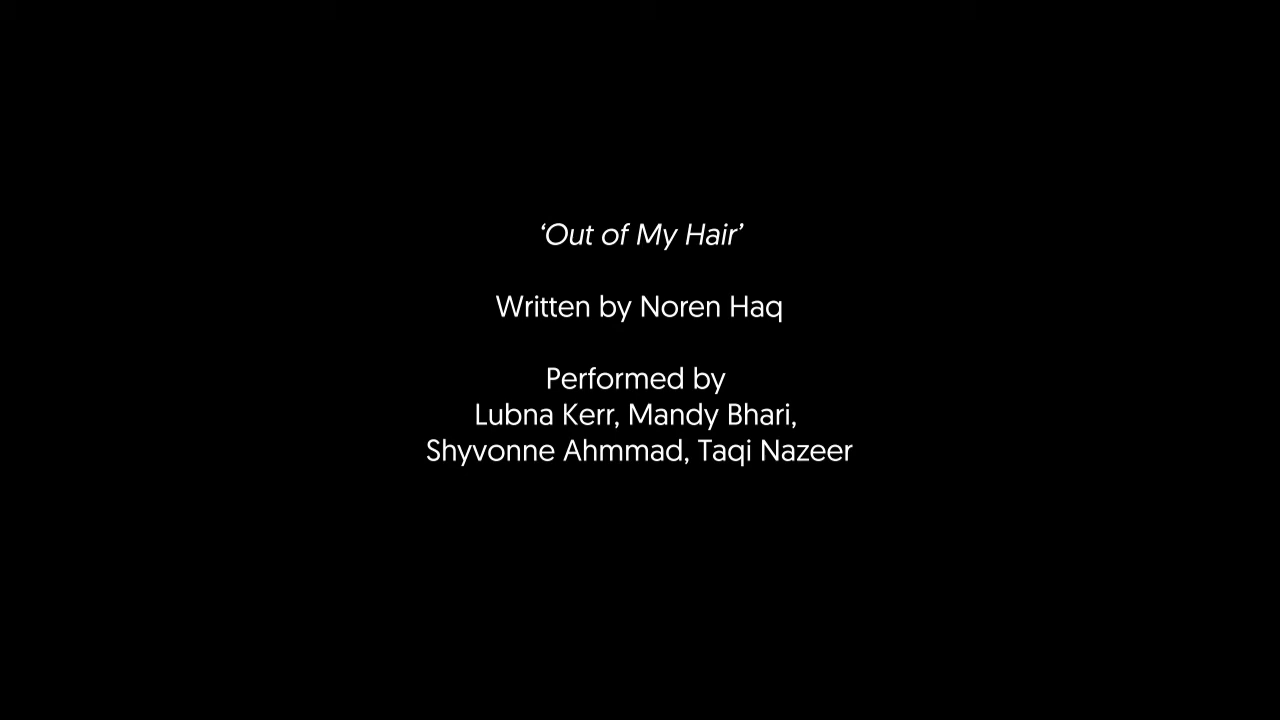 ‘Out of My Hair’
Written by Noren Haq
Performed by
Lubna Kerr, Mandy Bhari,
Shyvonne Ahmmad, Taqi Nazeer